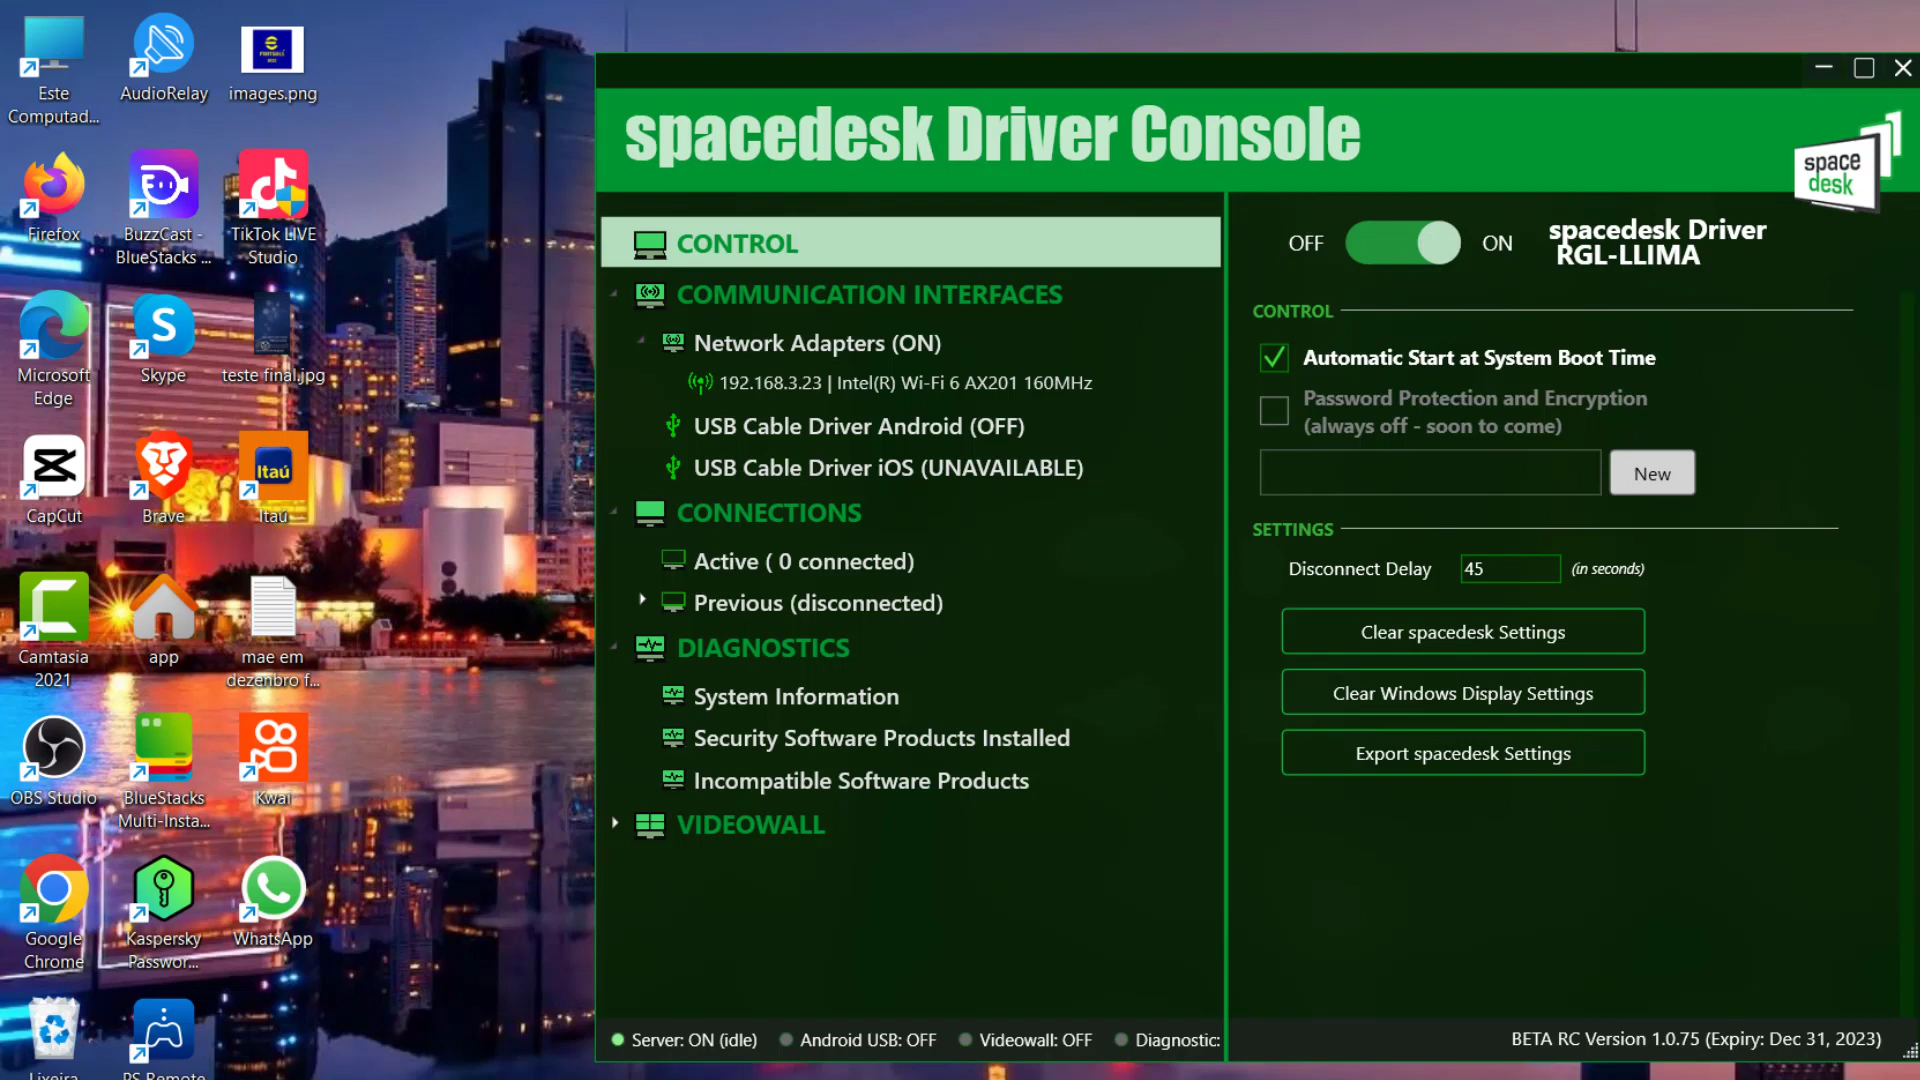 Este
Computad...
AudioRelay
images.png
Firefox
BuzzCast -
BlueStacks ...
TikTok LIVE
Studio
Microsoft
Edge
Skype
teste final.jpg
CapCut
Brave
Itaú
Itaú
Camtasia
2021
app
mae em
dezenbro f...
OBS Studio
BlueStacks
Multi-Insta...
Kwai
Google
Chrome
Kaspersky
Passwor...
WhatsApp
Lixeira
PS Remote
spacedesk Driver Console
space
desk
CONTROL
COMMUNICATION INTERFACES
Network Adapters (ON)
192.168.3.23 | Intel(R) Wi-Fi 6 AX201 160MHz
USB Cable Driver Android (OFF)
USB Cable Driver iOS (UNAVAILABLE)
CONNECTIONS
Active ( 0 connected)
Previous (disconnected)
DIAGNOSTICS
System Information
Security Software Products Installed
Incompatible Software Products
VIDEOWALL
OFF
ON
spacedesk Driver
RGL-LLIMA
CONTROL
Automatic Start at System Boot Time
Password Protection and Encryption
(always off - soon to come)
New
SETTINGS
Disconnect Delay 45 (in seconds)
Clear spacedesk Settings
Clear Windows Display Settings
Export spacedesk Settings
Server: ON (idle) Android USB: OFF Videowall: OFF Diagnostic:
BETA RC Version 1.0.75 (Expiry: Dec 31, 2023)